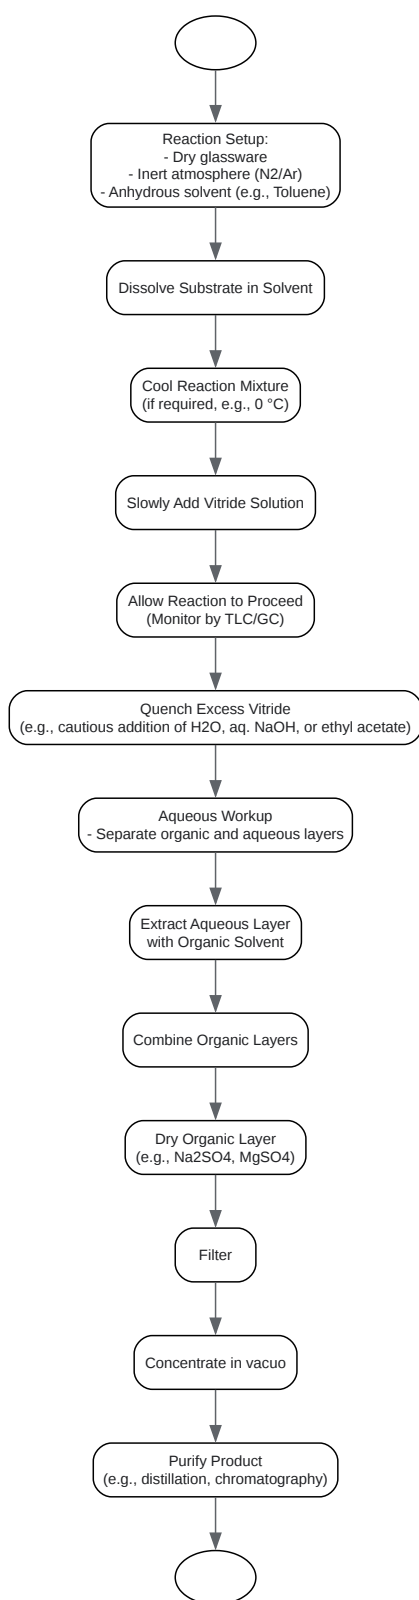 Reaction Setup:
- Dry glassware
- Inert atmosphere (N2/Ar)
- Anhydrous solvent (e.g., Toluene)
Dissolve Substrate in Solvent
Cool Reaction Mixture
(if required, e.g., 0 °C)
Slowly Add Vitride Solution
Allow Reaction to Proceed
(Monitor by TLC/GC)
Quench Excess Vitride
(e.g., cautious addition of H2O, aq. NaOH, or ethyl acetate)
Aqueous Workup
- Separate organic and aqueous layers
Extract Aqueous Layer
with Organic Solvent
Combine Organic Layers
Dry Organic Layer
(e.g., Na2SO4, MgSO4)
Filter
Concentrate in vacuo
Purify Product
(e.g., distillation, chromatography)